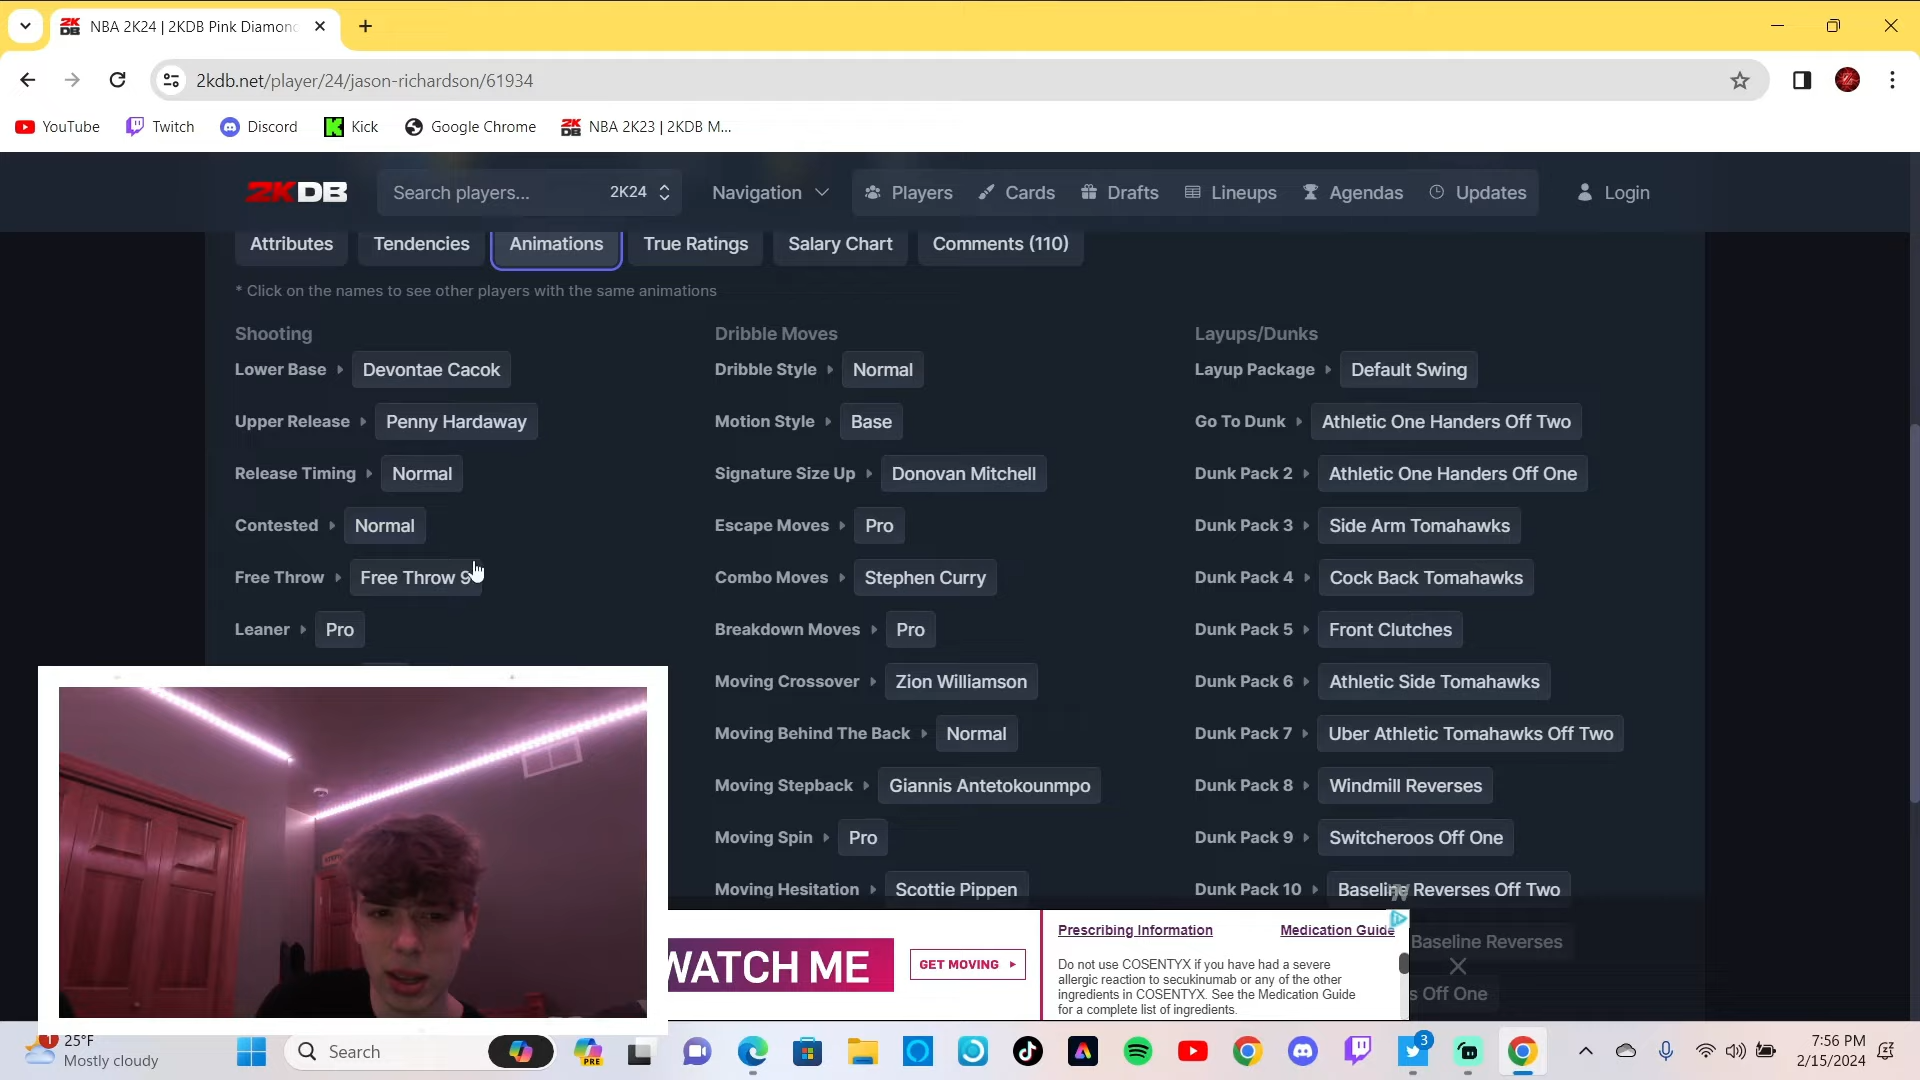 NBA 2K24 | 2KDB Pink Diamon
2kdb.net/player/24/jason-richardson/61934
YouTube Twitch Discord Kick Google Chrome NBA 2K23 | 2KDB M...
2KDB Search players... 2K24 Navigation Players Cards Drafts Lineups Agendas Updates Login
Attributes Tendencies Animations True Ratings Salary Chart Comments (110)
* Click on the names to see other players with the same animations
Shooting
Lower Base Devontae Cacok
Upper Release Penny Hardaway
Release Timing Normal
Contested Normal
Free Throw Free Throw 9
Leaner Pro
Dribble Moves
Dribble Style Normal
Motion Style Base
Signature Size Up Donovan Mitchell
Escape Moves Pro
Combo Moves Stephen Curry
Breakdown Moves Pro
Moving Crossover Zion Williamson
Moving Behind The Back Normal
Moving Stepback Giannis Antetokounmpo
Moving Spin Pro
Moving Hesitation Scottie Pippen
Layups/Dunks
Layup Package Default Swing
Go To Dunk Athletic One Handers Off Two
Dunk Pack 2 Athletic One Handers Off One
Dunk Pack 3 Side Arm Tomahawks
Dunk Pack 4 Cock Back Tomahawks
Dunk Pack 5 Front Clutches
Dunk Pack 6 Athletic Side Tomahawks
Dunk Pack 7 Uber Athletic Tomahawks Off Two
Dunk Pack 8 Windmill Reverses
Dunk Pack 9 Switcheroos Off One
Dunk Pack 10 Baseline Reverses Off Two
Baseline Reverses
s Off One
WATCH ME
GET MOVING
Prescribing Information Medication Guide
Do not use COSENTYX if you have had a severe
allergic reaction to secukinumab or any of the other
ingredients in COSENTYX. See the Medication Guide
for a complete list of ingredients.
1
25°F
Mostly cloudy
Search
PRE
3
7:56 PM
2/15/2024